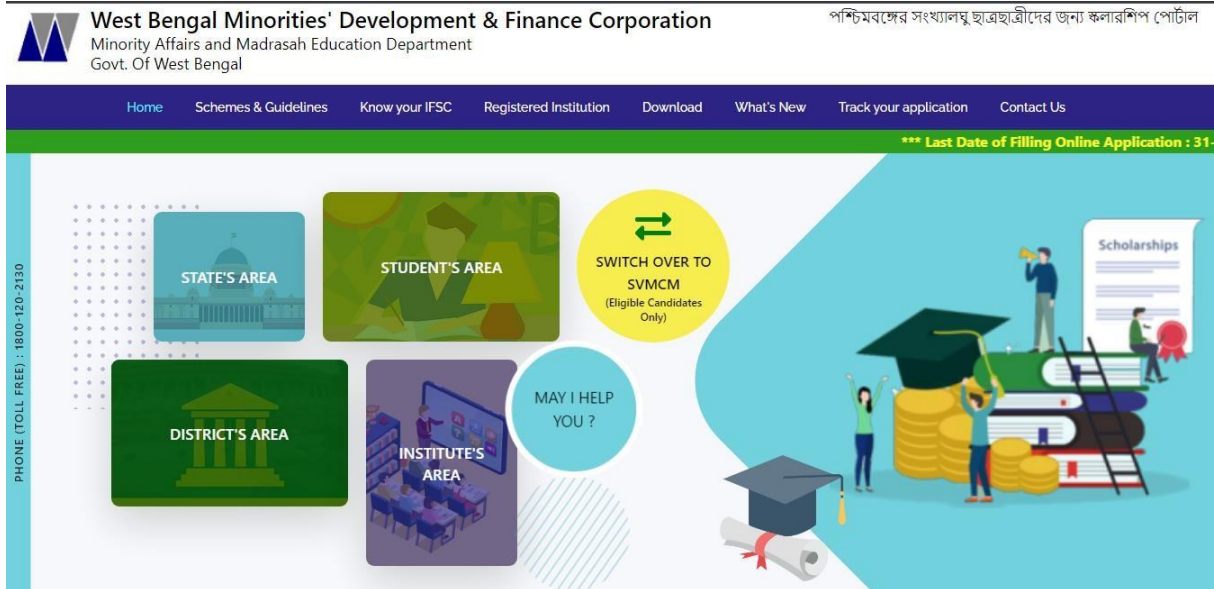 West Bengal Minorities' Development & Finance Corporation
Minority Affairs and Madrasah Education Department
Govt. Of West Bengal
পশ্চিমবঙ্গের সংখ্যালঘু ছাত্রছাত্রীদের জন্য স্কলারশিপ পোর্টাল
Home Schemes & Guidelines Know your IFSC Registered Institution Download What's New Track your application Contact Us
*** Last Date of Filling Online Application : 31-
PHONE (TOLL FREE) : 1800-120-2130
STATE'S AREA
STUDENT'S AREA
SWITCH OVER TO
SVMCM
(Eligible Candidates
Only)
DISTRICT'S AREA
INSTITUTE'S
AREA
MAY I HELP
YOU ?
Scholarships